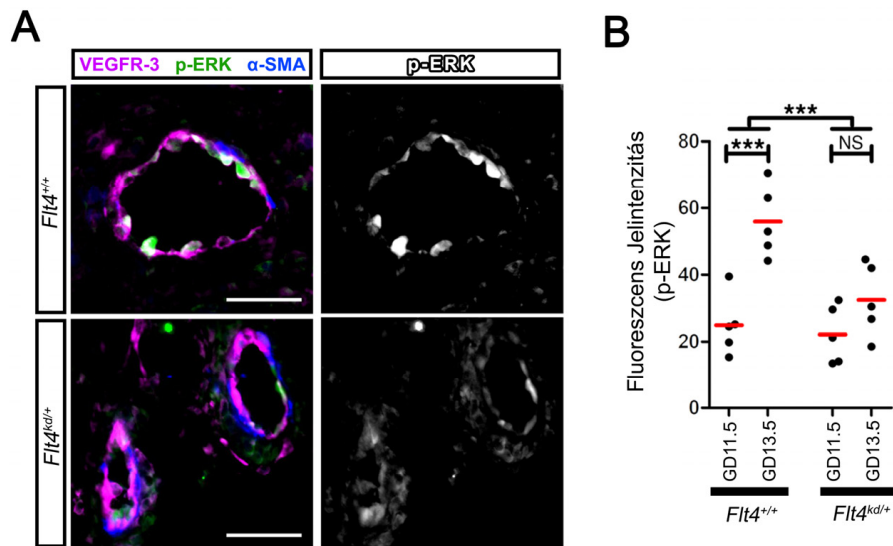 A
VEGFR-3 p-ERK α-SMA
p-ERK
Flt4+/+
Flt4kd/+
B
Fluoreszcens Jelintenzitás
(p-ERK)
80
60
40
20
0
***
***
NS
GD11.5
GD13.5
GD11.5
GD13.5
Flt4+/+
Flt4kd/+